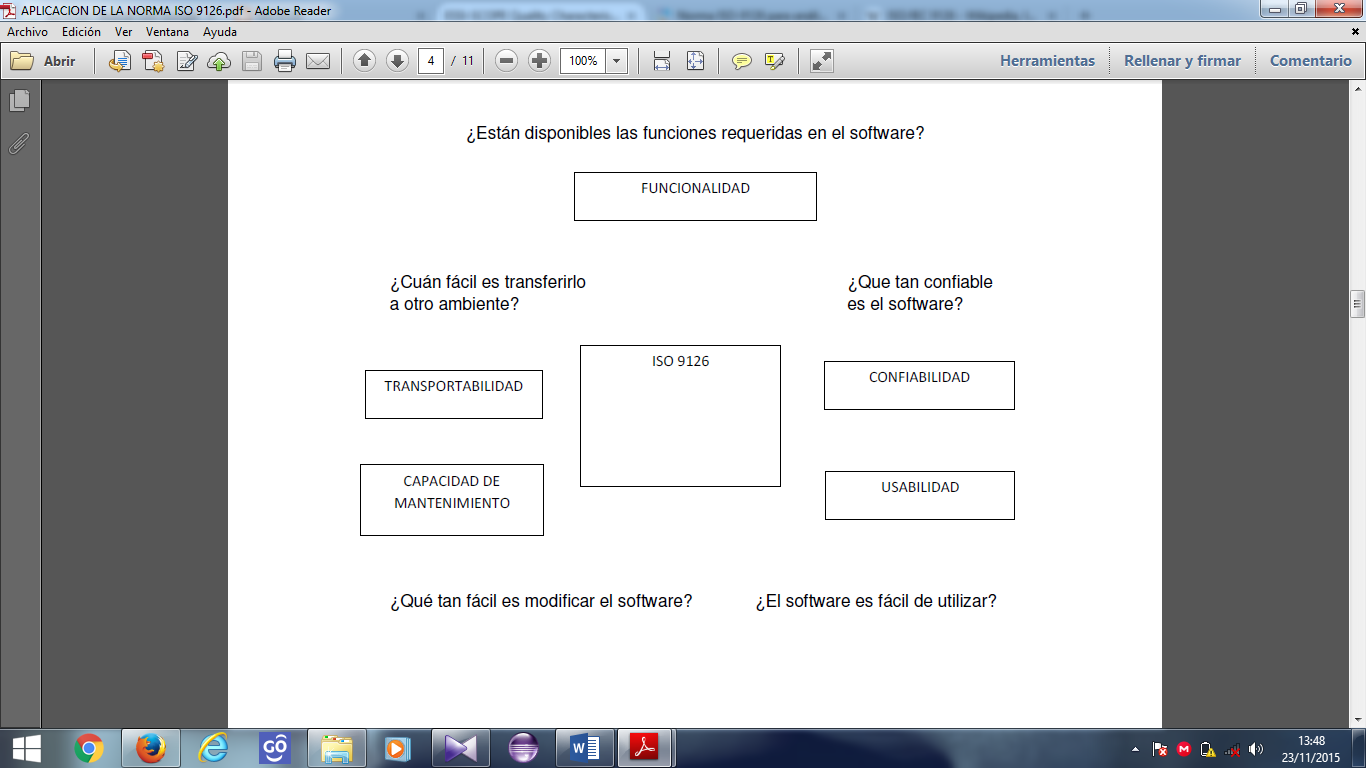 APLICACION DE LA NORMA ISO 9126.pdf - Adobe Reader
Archivo Edición Ver Ventana Ayuda
Abrir
4 / 11
100%
Herramientas
Rellenar y firmar
Comentario
¿Están disponibles las funciones requeridas en el software?
FUNCIONALIDAD
¿Cuán fácil es transferirlo
a otro ambiente?
¿Que tan confiable
es el software?
ISO 9126
TRANSPORTABILIDAD
CONFIABILIDAD
CAPACIDAD DE
MANTENIMIENTO
USABILIDAD
¿Qué tan fácil es modificar el software?
¿El software es fácil de utilizar?
13:48
23/11/2015